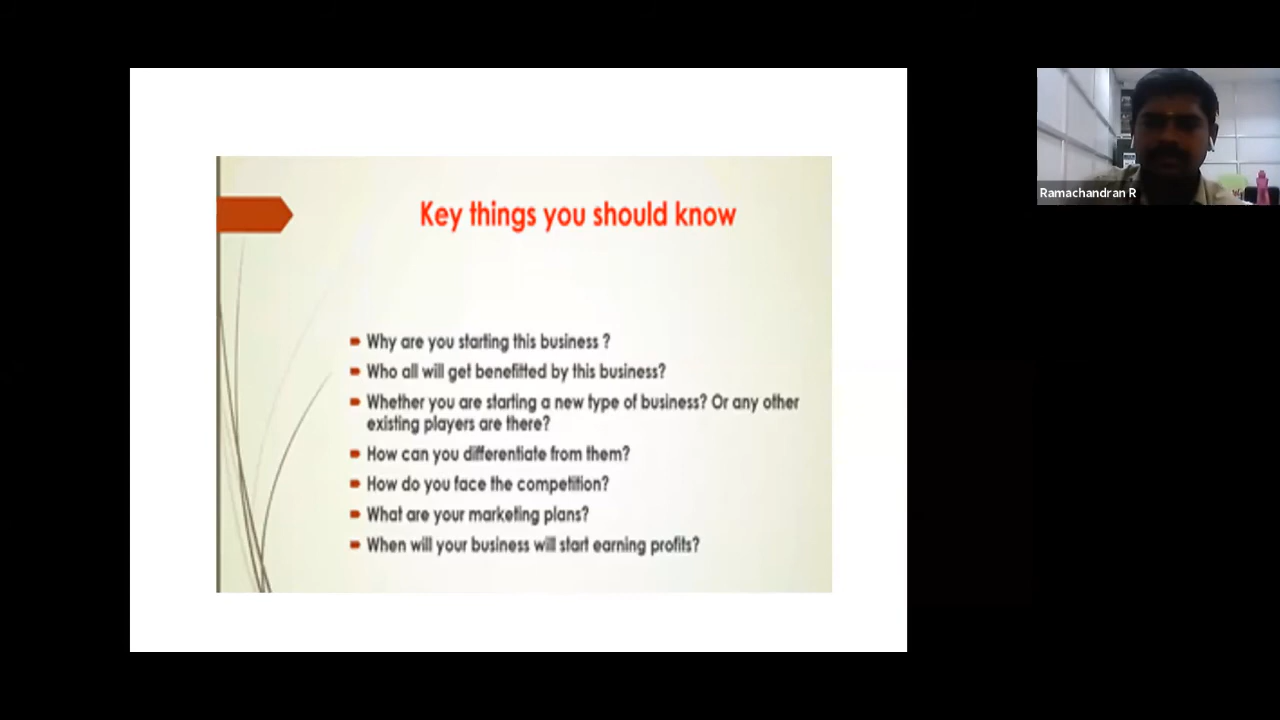 Key things you should know
Why are you starting this business ?
Who all will get benefitted by this business?
Whether you are starting a new type of business? Or any other
existing players are there?
How can you differentiate from them?
How do you face the competition?
What are your marketing plans?
When will your business will start earning profits?
Ramachandran R